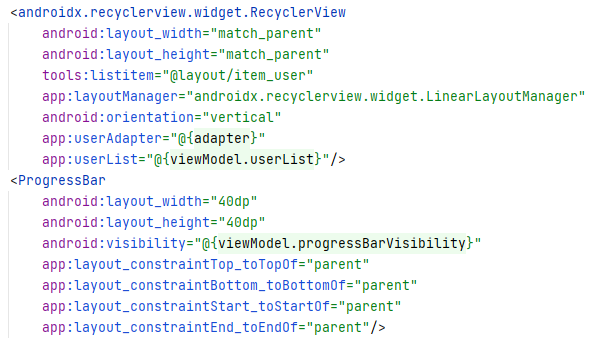 <androidx.recyclerview.widget.RecyclerView
    android:layout_width="match_parent"
    android:layout_height="match_parent"
    tools:listitem="@layout/item_user"
    app:layoutManager="androidx.recyclerview.widget.LinearLayoutManager"
    android:orientation="vertical"
    app:userAdapter="@{adapter}"
    app:userList="@{viewModel.userList}"/>
<ProgressBar
    android:layout_width="40dp"
    android:layout_height="40dp"
    android:visibility="@{viewModel.progressBarVisibility}"
    app:layout_constraintTop_toTopOf="parent"
    app:layout_constraintBottom_toBottomOf="parent"
    app:layout_constraintStart_toStartOf="parent"
    app:layout_constraintEnd_toEndOf="parent"/>